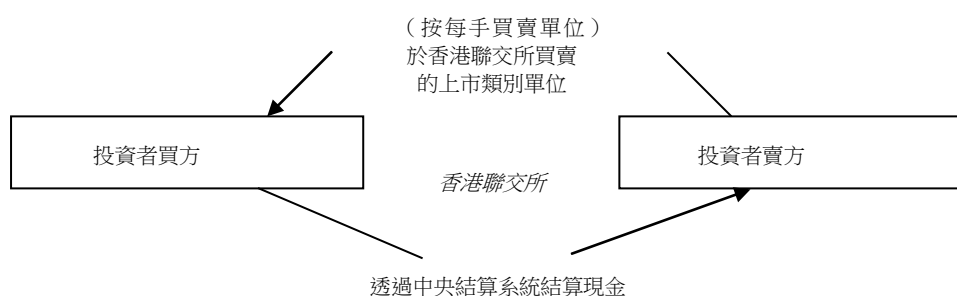 （按每手買賣單位）
於香港聯交所買賣
的上市類別單位
投資者買方
投資者賣方
香港聯交所
透過中央結算系統結算現金